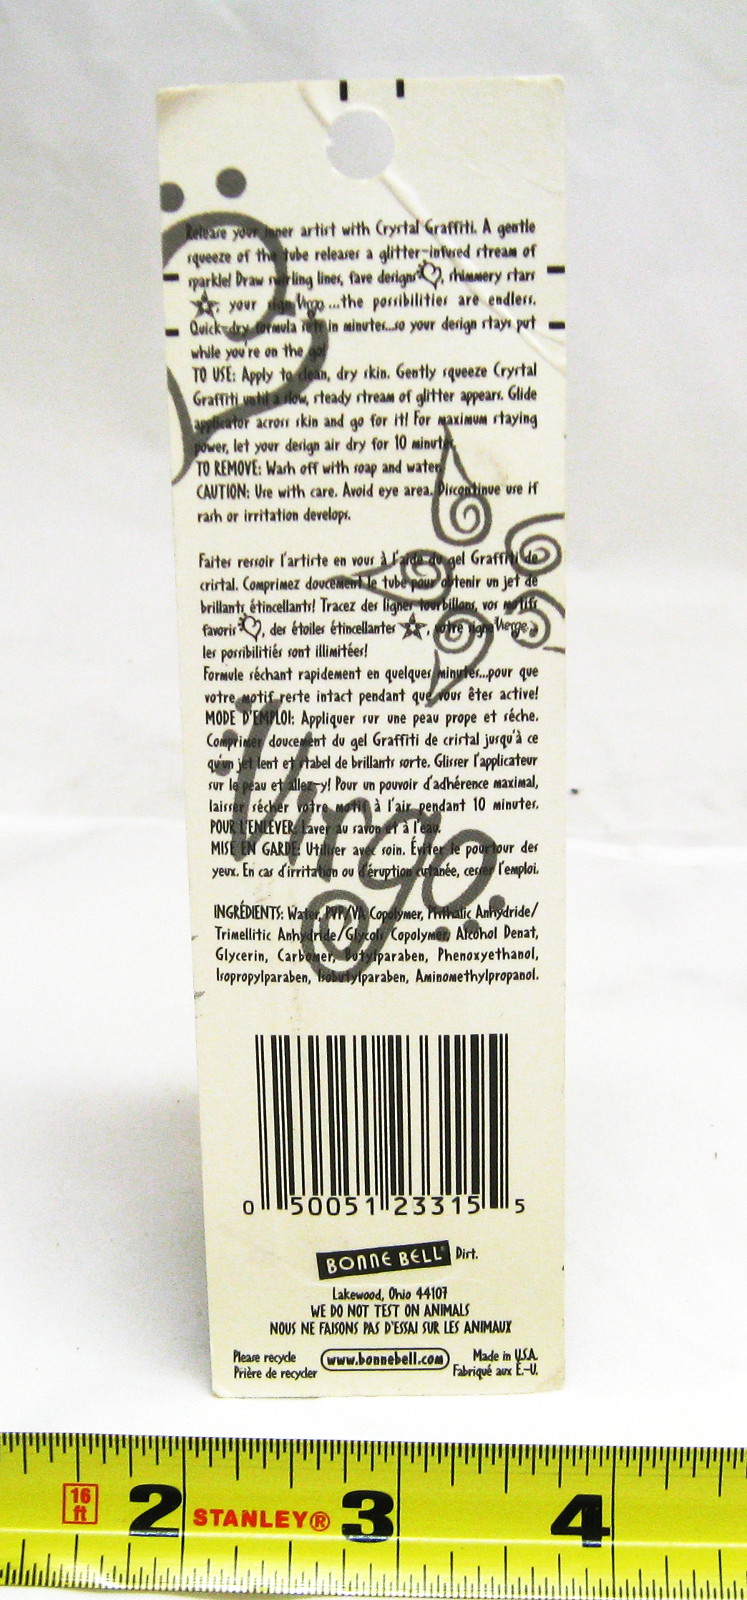 Release your inner artist with Crystal Graffiti. A gentle
squeeze of the tube releases a glitter-infused stream of
sparkle! Draw swirling lines, fave designs, shimmery stars
, your sign Virgo...the possibilities are endless.
Quick-dry formula sets in minutes...so your design stays put
while you're on the go!
TO USE: Apply to clean, dry skin. Gently squeeze Crystal
Graffiti until a slow, steady stream of glitter appears. Glide
applicator across skin and go for it! For maximum staying
power, let your design air dry for 10 minutes.
TO REMOVE: Wash off with soap and water.
CAUTION: Use with care. Avoid eye area. Discontinue use if
rash or irritation develops.
Faites ressoir l'artiste en vous à l'aide du gel Graffiti de
cristal. Comprimez doucement le tube pour obtenir un jet de
brillants étincellants! Tracez des lignes tourbillons, vos motifs
favoris, des étoiles étincellantes, votre signe Vierge...
les possibilitiés sont illimitées!
Formule séchant rapidement en quelques minutes...pour que
votre motif reste intact pendant que vous êtes active!
MODE D'EMPLOI: Appliquer sur une peau prope et séche.
Comprimer doucement du gel Graffiti de cristal jusqu'à ce
qu'un jet lent et stabel de brillants sorte. Glisser l'applicateur
sur le peau et allez-y! Pour un pouvoir d'adhérence maximal,
laisser sécher votre motif à l'air pendant 10 minutes.
POUR L'ENLEVER: Laver au savon et à l'eau.
MISE EN GARDE: Utiliser avec soin. Éviter le pourtour des
yeux. En cas d'irritation ou d'éruption cutanée, cesser l'emploi.
Virgo
INGRÉDIENTS: Water, PVP/VA Copolymer, Phthalic Anhydride/
Trimellitic Anhydride/Glycols Copolymer, Alcohol Denat,
Glycerin, Carbomer, Butylparaben, Phenoxyethanol,
Isopropylparaben, Isobutylparaben, Aminomethylpropanol.
0 50051 23315 5
BONNE BELL® Dist.
Lakewood, Ohio 44107
WE DO NOT TEST ON ANIMALS
NOUS NE FAISONS PAS D'ESSAI SUR LES ANIMAUX
Please recycle www.bonnebell.com Made in U.S.A.
Prière de recycler Fabriqué aux É.-U.
16 ft 2 STANLEY® 3 4